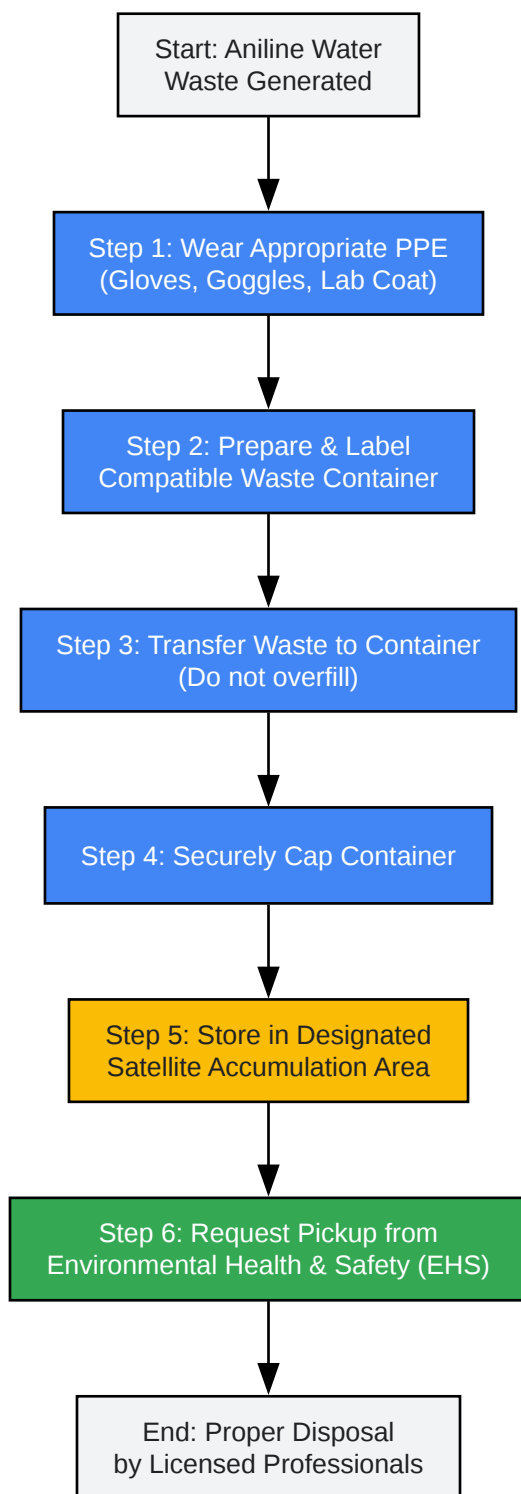 Start: Aniline Water
Waste Generated
Step 1: Wear Appropriate PPE
(Gloves, Goggles, Lab Coat)
Step 2: Prepare & Label
Compatible Waste Container
Step 3: Transfer Waste to Container
(Do not overfill)
Step 4: Securely Cap Container
Step 5: Store in Designated
Satellite Accumulation Area
Step 6: Request Pickup from
Environmental Health & Safety (EHS)
End: Proper Disposal
by Licensed Professionals